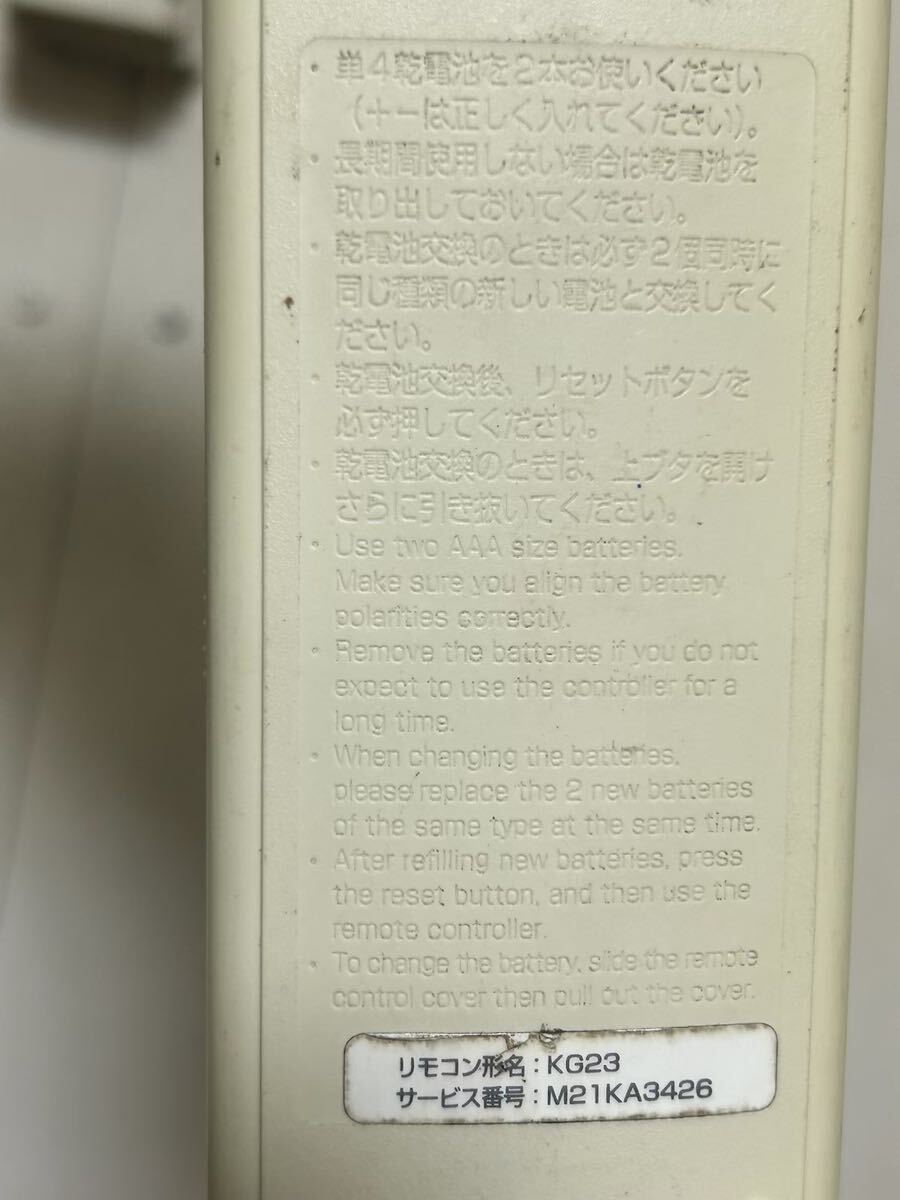 ・単4乾電池を2本お使いください
(+-は正しく入れてください)。
・長期間使用しない場合は乾電池を
取り出しておいてください。
・乾電池交換のときは必ず2個同時に
同じ種類の新しい電池と交換してく
ださい。
・乾電池交換後、リセットボタンを
必ず押してください。
・乾電池交換のときは、上ブタを開け
さらに引き抜いてください。
・Use two AAA size batteries.
Make sure you align the battery
polarities correctly.
・Remove the batteries if you do not
expect to use the controller for a
long time.
・When changing the batteries,
please replace the 2 new batteries
of the same type at the same time.
・After refilling new batteries, press
the reset button, and then use the
remote controller.
・To change the battery, slide the remote
control cover then pull out the cover.
リモコン形名：KG23
サービス番号：M21KA3426